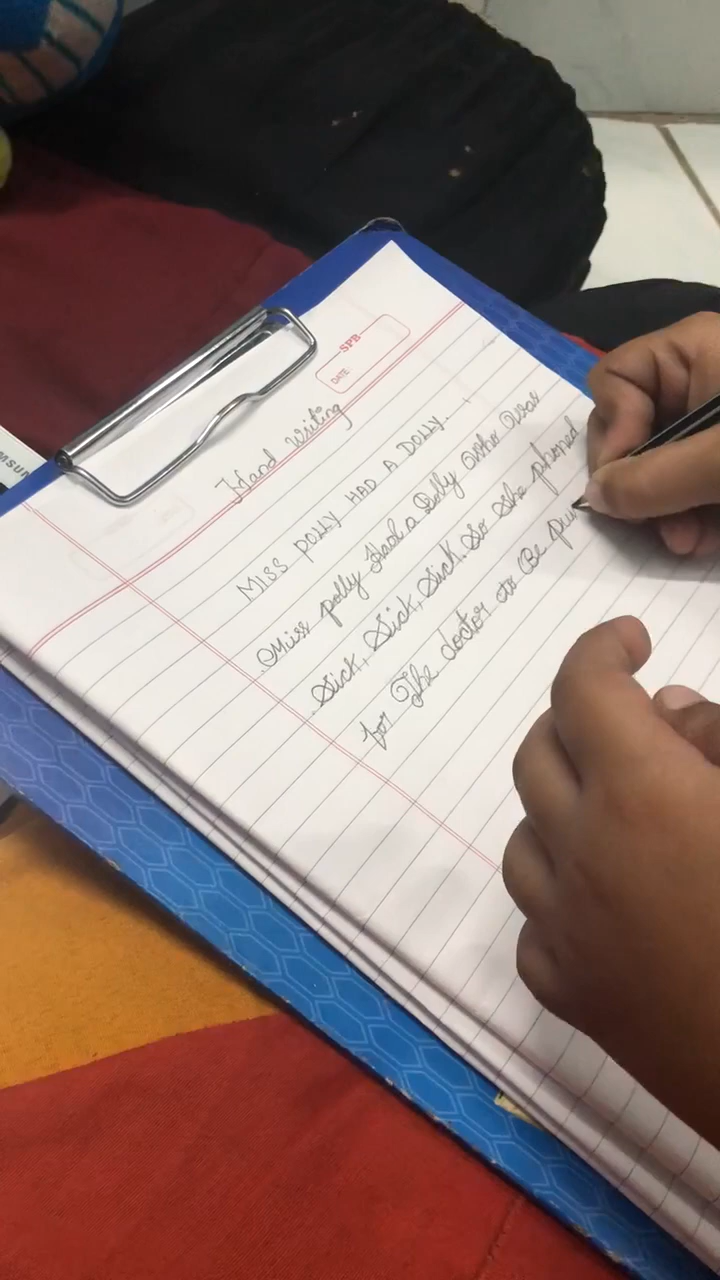 SPB
DATE
Hand Writing
MISS POLLY HAD A DOLLY...
Miss polly Had a Dolly Who Was
Sick, Sick, Sick. So She phoned
for The doctor to Be